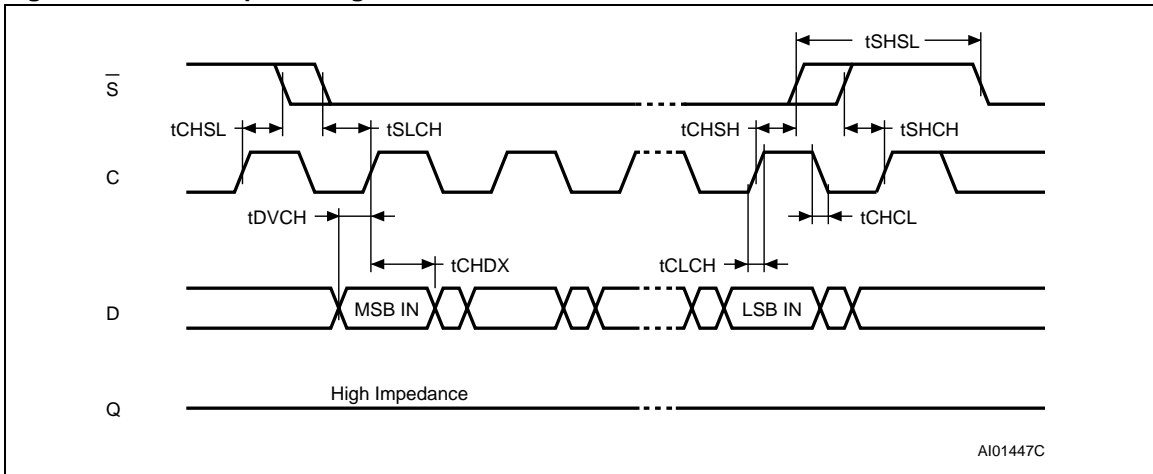 tSHSL
S
tCHSL
tSLCH
tCHSH
tSHCH
C
tDVCH
tCHCL
tCHDX
tCLCH
D
MSB IN
LSB IN
High Impedance
Q
AI01447C